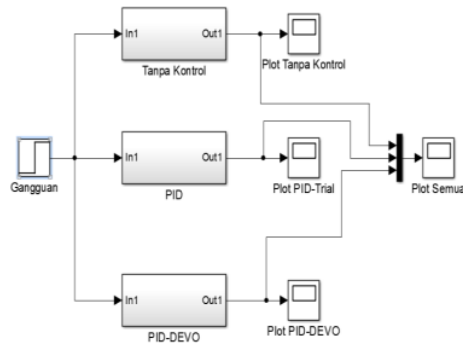 In1
Out1
Tanpa Kontrol
Plot Tanpa Kontrol
Gangguan
In1
Out1
PID
Plot PID-Trial
Plot Semua
In1
Out1
PID-DEVO
Plot PID-DEVO